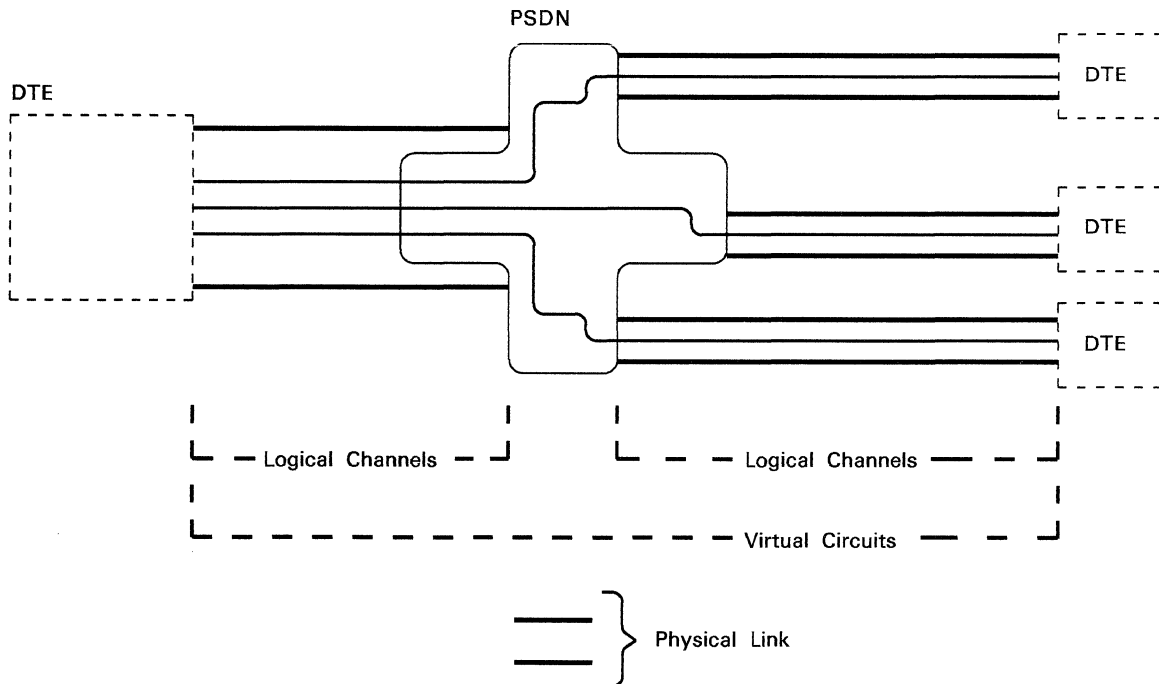 PSDN
DTE
DTE
DTE
DTE
Logical Channels
Logical Channels
Virtual Circuits
Physical Link